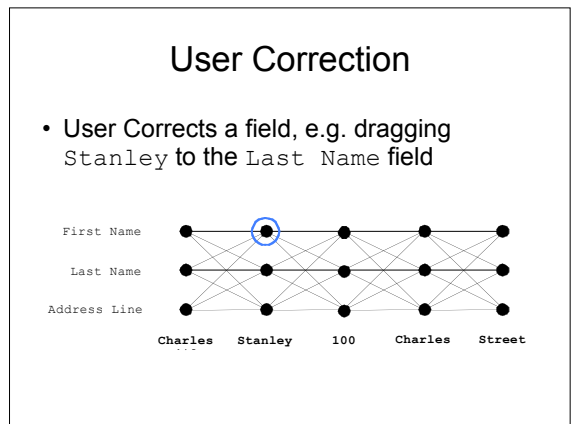 User Correction
• User Corrects a field, e.g. dragging
Stanley to the Last Name field
First Name
Last Name
Address Line
Charles Stanley 100 Charles Street